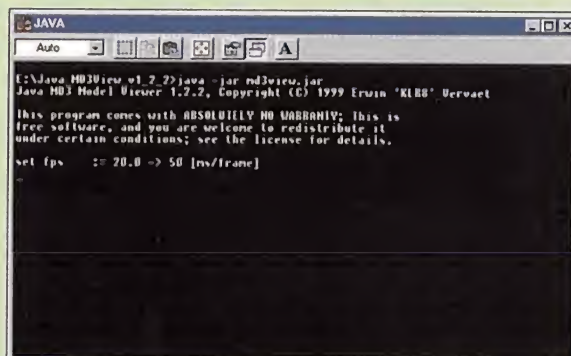 JAVA
Auto
A
E:\Java MD3View v1_2_2>java -jar md3view.jar
Java MD3 Model Viewer 1.2.2, Copyright (C) 1999 Erwin 'KLR8' Vervaet
This program comes with ABSOLUTELY NO WARRANTY; This is
free software, and you are welcome to redistribute it
under certain conditions; see the license for details.
set fps := 20.0 -> 50 [ms/frame]